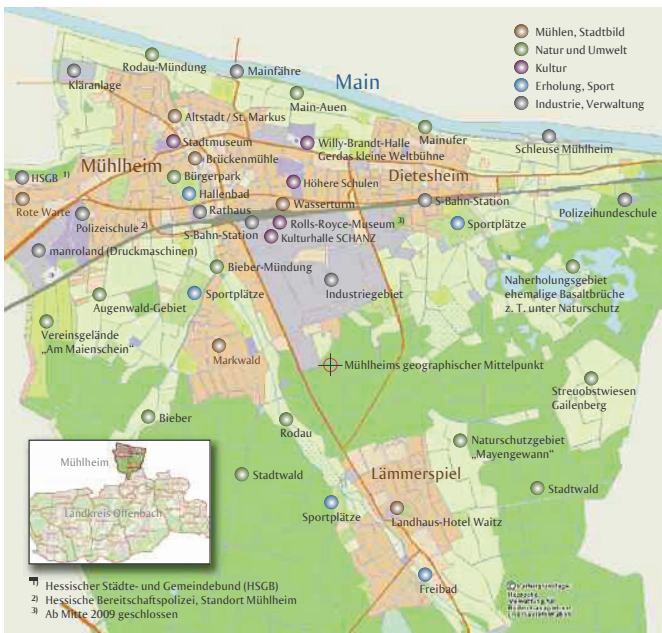 Mühlen, Stadtbild
Natur und Umwelt
Kultur
Erholung, Sport
Industrie, Verwaltung
Rodau-Mündung
Mainfähre
Kläranlage
Main
Main-Auen
Altstadt / St. Markus
Stadtmuseum
Willy-Brandt-Halle
Gerdas kleine Weltbühne
Mainufer
Schleuse Mühlheim
Mühlheim
Brückenmühle
HSGB 1)
Bürgerpark
Höhere Schulen
Dietesheim
Hallenbad
Rote Warte
Wasserturm
S-Bahn-Station
Polizeihundeschule
Polizeischule 2)
Rathaus
S-Bahn-Station
Rolls-Royce-Museum 3)
Sportplätze
Kulturhalle SCHANZ
manroland (Druckmaschinen)
Bieber-Mündung
Naherholungsgebiet
ehemalige Basaltbrüche
z. T. unter Naturschutz
Augenwald-Gebiet
Sportplätze
Industriegebiet
Vereinsgelände
„Am Maienschein“
Markwald
Mühlheims geographischer Mittelpunkt
Streuobstwiesen
Gailenberg
Bieber
Rodau
Naturschutzgebiet
„Mayengewann“
Mühlheim
Stadtwald
Lämmerspiel
Stadtwald
Landkreis Offenbach
Sportplätze
Landhaus-Hotel Waitz
Freibad
1) Hessischer Städte- und Gemeindebund (HSGB)
2) Hessische Bereitschaftspolizei, Standort Mühlheim
3) Ab Mitte 2009 geschlossen